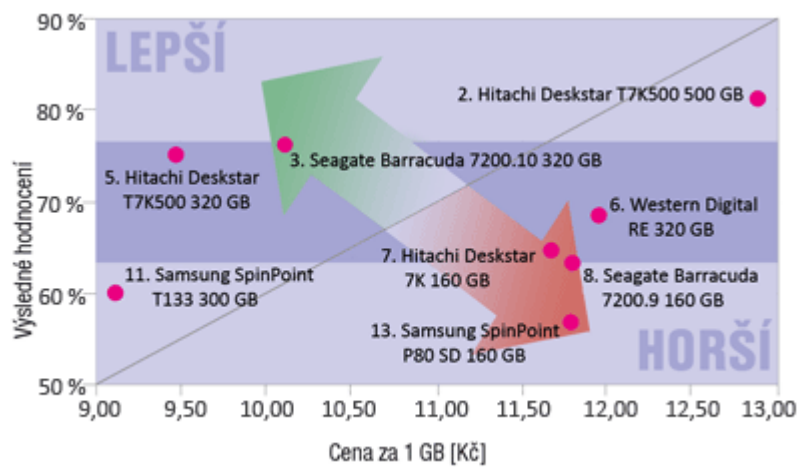 90 %
LEPŠÍ
2. Hitachi Deskstar T7K500 500 GB
80 %
3. Seagate Barracuda 7200.10 320 GB
5. Hitachi Deskstar
T7K500 320 GB
70 %
6. Western Digital
RE 320 GB
7. Hitachi Deskstar
7K 160 GB
11. Samsung SpinPoint
T133 300 GB
8. Seagate Barracuda
7200.9 160 GB
60 %
13. Samsung SpinPoint
P80 SD 160 GB
HORŠÍ
50 %
Výsledné hodnocení
9,00 9,50 10,00 10,50 11,00 11,50 12,00 12,50 13,00
Cena za 1 GB [Kč]